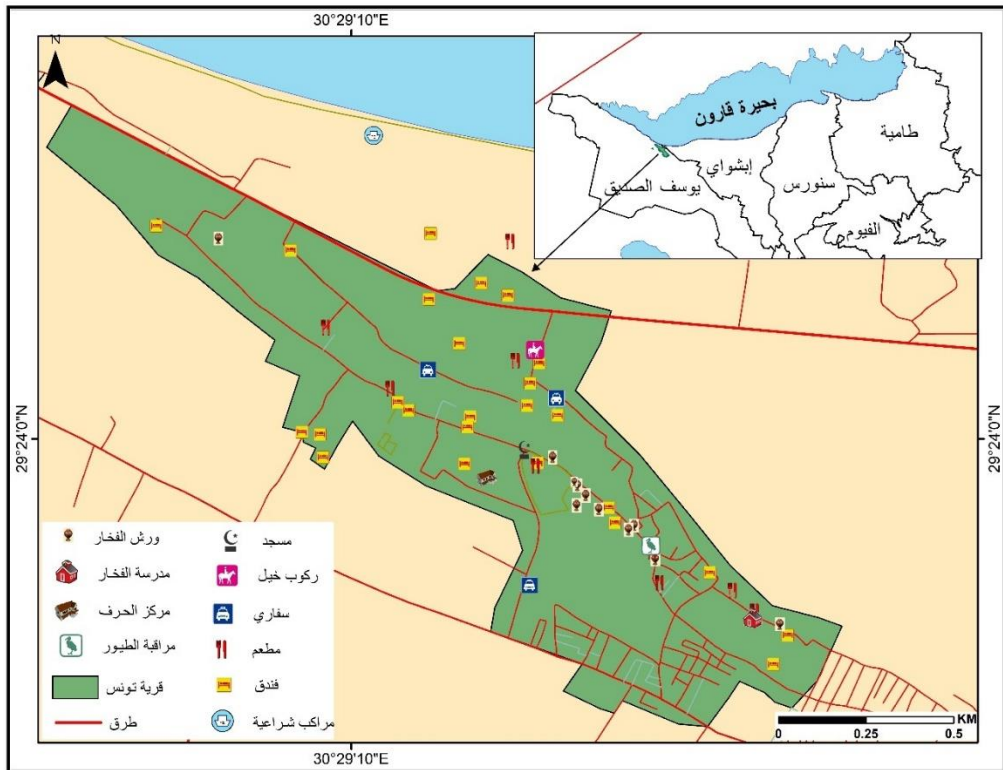 30°29'10"E
N
بحيرة قارون
طامية
سنورس
إبشواي
يوسف الصديق
الفيوم
29°24'0"N
29°24'0"N
ورش الفخار
مسجد
مدرسة الفخار
ركوب خيل
مركز الحرف
سفاري
مراقبة الطيور
مطعم
قرية تونس
فندق
طرق
مراكب شراعية
KM
0 0.25 0.5
30°29'10"E